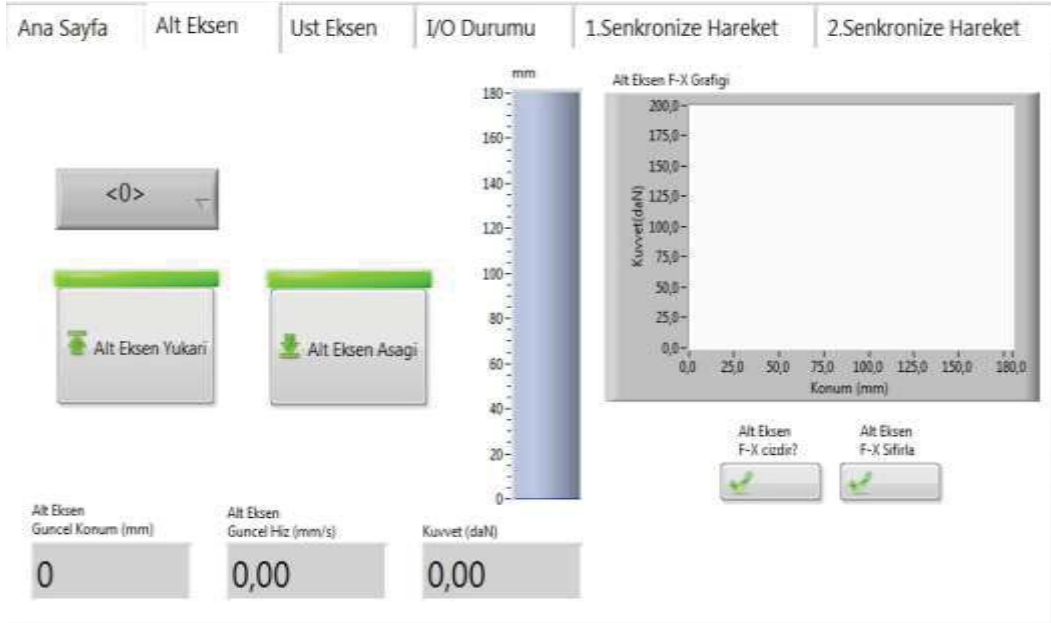 Ana Sayfa Alt Eksen Ust Eksen I/O Durumu 1.Senkronize Hareket 2.Senkronize Hareket
mm
180
160
140
120
100
80
60
40
20
0
<0>
Alt Eksen Yukari
Alt Eksen Asagi
Alt Eksen F-X Grafigi
Kuvvet(daN)
200,0
175,0
150,0
125,0
100,0
75,0
50,0
25,0
0,0
0,0 25,0 50,0 75,0 100,0 125,0 150,0 180,0
Konum (mm)
Alt Eksen
F-X cizdir?
Alt Eksen
F-X Sifirla
Alt Eksen
Guncel Konum (mm)
0
Alt Eksen
Guncel Hiz (mm/s)
0,00
Kuvvet (daN)
0,00